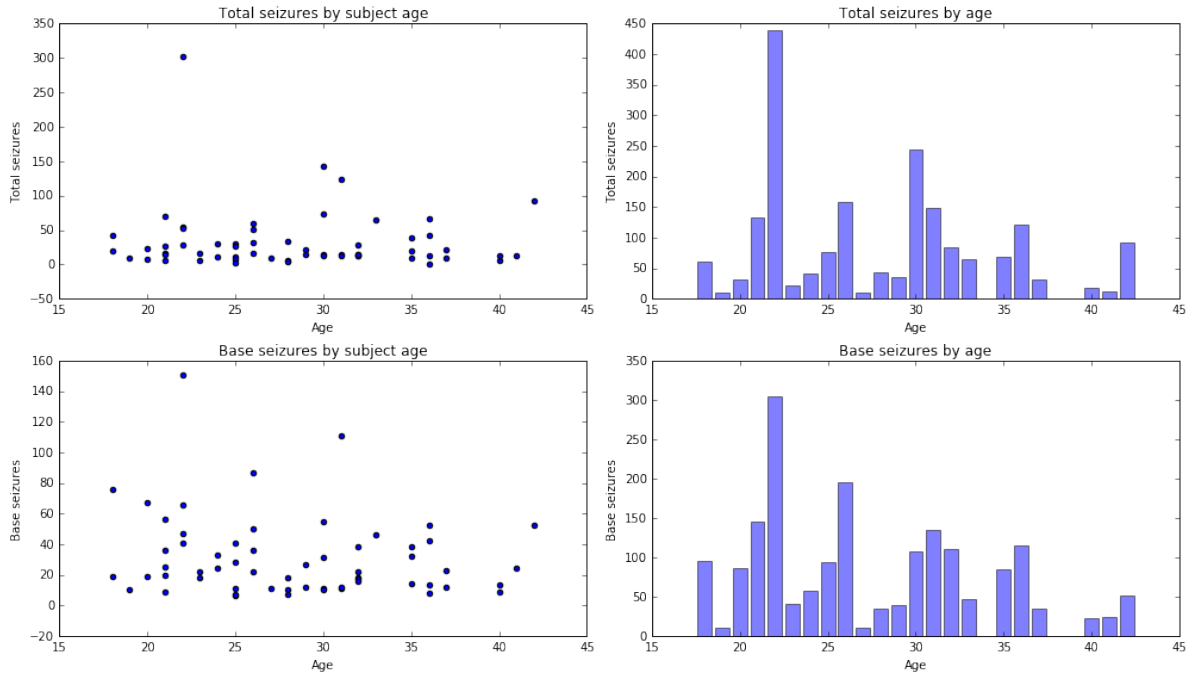 Total seizures by subject age
350
300
250
200
150
100
50
0
−50
Total seizures
15 20 25 30 35 40 45
Age
Total seizures by age
450
400
350
300
250
200
150
100
50
0
Total seizures
15 20 25 30 35 40 45
Age
Base seizures by subject age
160
140
120
100
80
60
40
20
0
−20
Base seizures
15 20 25 30 35 40 45
Age
Base seizures by age
350
300
250
200
150
100
50
0
Base seizures
15 20 25 30 35 40 45
Age